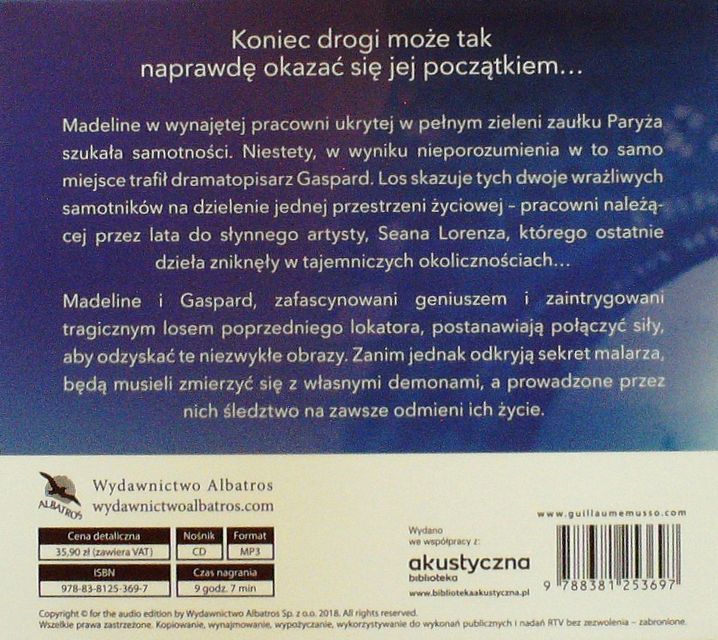 Koniec drogi może tak
naprawdę okazać się jej początkiem...
Madeline w wynajętej pracowni ukrytej w pełnym zieleni zaułku Paryża
szukała samotności. Niestety, w wyniku nieporozumienia w to samo
miejsce trafił dramatopisarz Gaspard. Los skazuje tych dwoje wrażliwych
samotników na dzielenie jednej przestrzeni życiowej – pracowni należą-
cej przez lata do słynnego artysty, Seana Lorenza, którego ostatnie
dzieła zniknęły w tajemniczych okolicznościach...
Madeline i Gaspard, zafascynowani geniuszem i zaintrygowani
tragicznym losem poprzedniego lokatora, postanawiają połączyć siły,
aby odzyskać te niezwykłe obrazy. Zanim jednak odkryją sekret malarza,
będą musieli zmierzyć się z własnymi demonami, a prowadzone przez
nich śledztwo na zawsze odmieni ich życie.
ALBATROS
Wydawnictwo Albatros
wydawnictwoalbatros.com
Cena detaliczna Nośnik Format
35,90 zł (zawiera VAT) CD MP3
ISBN Czas nagrania
978-83-8125-369-7 9 godz. 7 min
Wydano
we współpracy z:
akustyczna
biblioteka
www.bibliotekaakustyczna.pl
www.guillaumemusso.com
9 788381 253697
Copyright © for the audio edition by Wydawnictwo Albatros Sp. z o.o. 2018. All rights reserved.
Wszelkie prawa zastrzeżone. Kopiowanie, wynajmowanie, wypożyczanie, wykorzystywanie do wykonań publicznych i nadań RTV bez zezwolenia – zabronione.